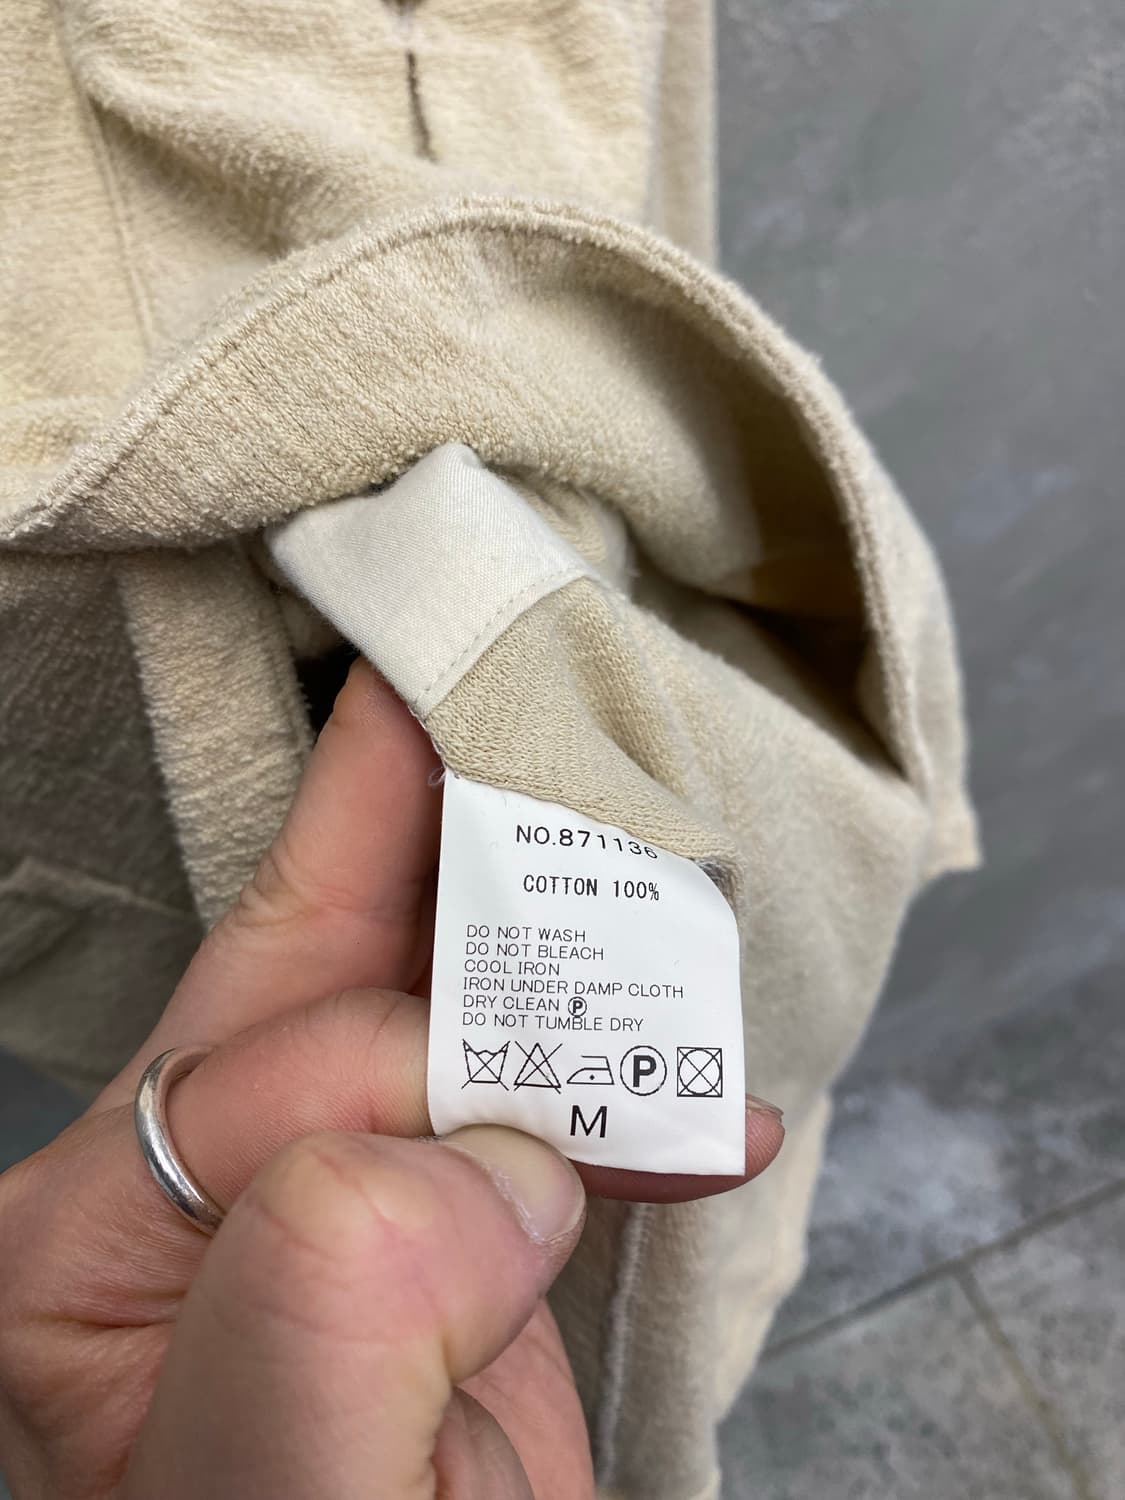 NO.871136
COTTON 100%
DO NOT WASH
DO NOT BLEACH
COOL IRON
IRON UNDER DAMP CLOTH
DRY CLEAN Ⓟ
DO NOT TUMBLE DRY
P
M